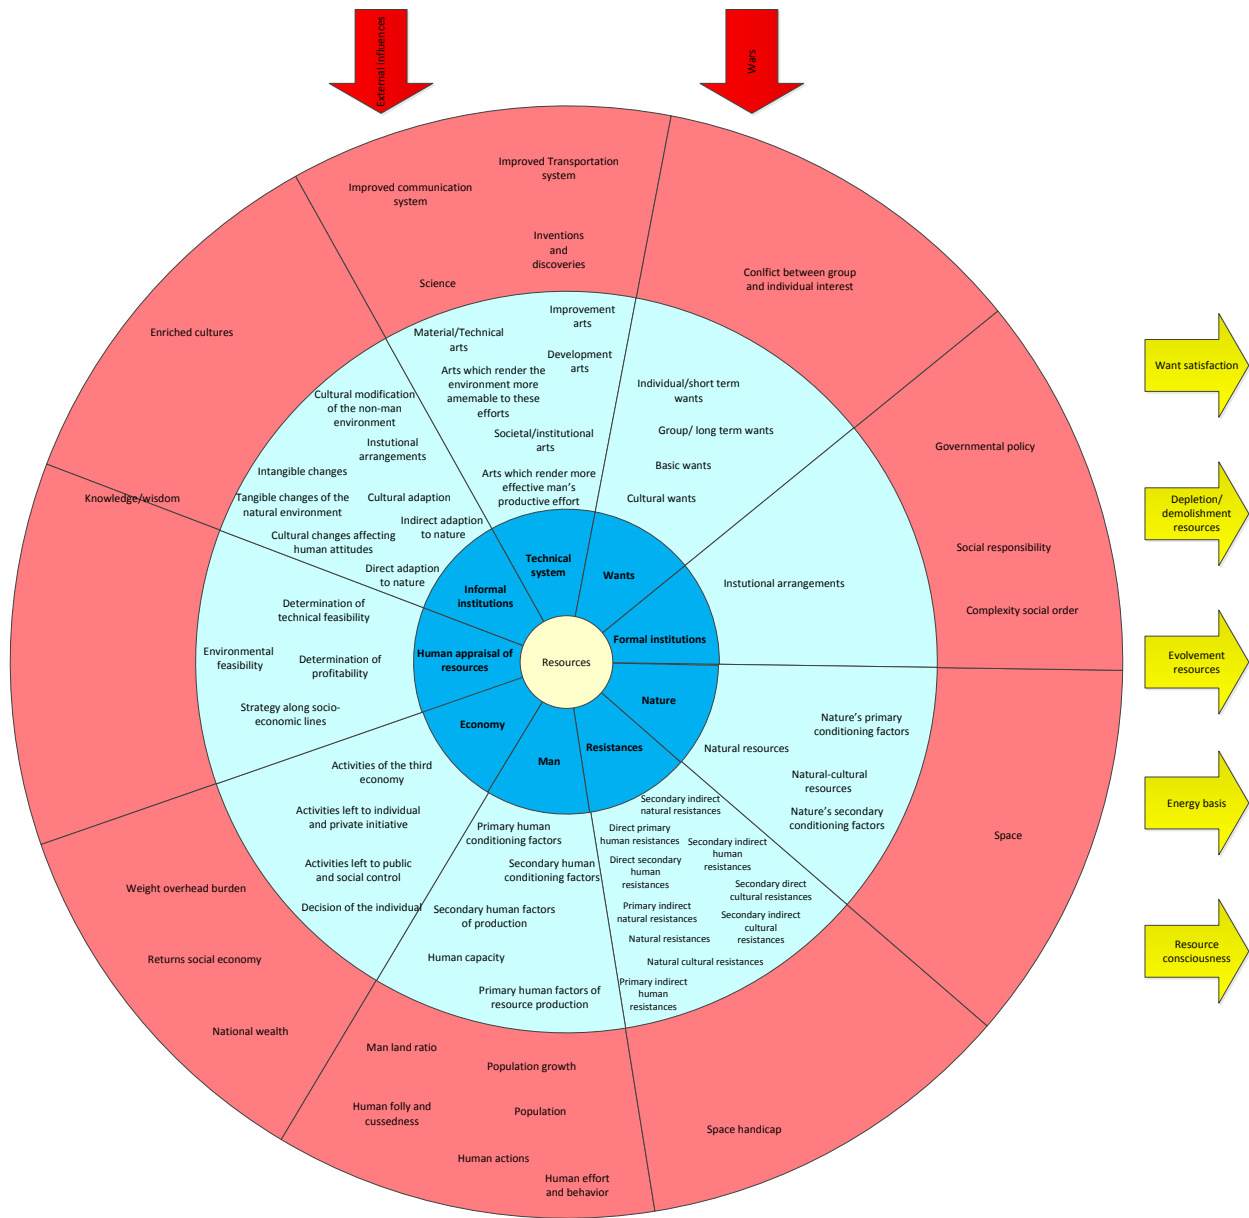 External influences
Wars
Improved Transportation
system
Improved communication
system
Inventions
and
discoveries
Science
Conlfict between group
and individual interest
Enriched cultures
Improvement
arts
Material/Technical
arts
Development
arts
Arts which render the
environment more
amemable to these
efforts
Societal/institutional
arts
Arts which render more
effective man's
productive effort
Individual/short term
wants
Group/ long term wants
Basic wants
Cultural wants
Want satisfaction
Cultural modification
of the non-man
environment
Instutional
arrangements
Intangible changes
Tangible changes of the
natural environment
Cultural adaption
Indirect adaption
to nature
Cultural changes affecting
human attitudes
Direct adaption
to nature
Governmental policy
Social responsibility
Complexity social order
Depletion/
demolishment
resources
Knowledge/wisdom
Technical
system
Wants
Informal
institutions
Formal institutions
Instutional arrangements
Human appraisal of
resources
Resources
Nature
Economy
Man
Resistances
Determination of
technical feasibility
Environmental
feasibility
Determination of
profitability
Strategy along socio-
economic lines
Evolvement
resources
Nature's primary
conditioning factors
Natural resources
Natural-cultural
resources
Nature's secondary
conditioning factors
Space
Energy basis
Activities of the third
economy
Activities left to individual
and private initiative
Activities left to public
and social control
Decision of the individual
Primary human
conditioning factors
Secondary human
conditioning factors
Secondary human factors
of production
Human capacity
Primary human factors of
resource production
Secondary indirect
natural resistances
Direct primary
human resistances
Secondary indirect
human
resistances
Direct secondary
human
resistances
Secondary direct
cultural resistances
Primary indirect
natural resistances
Secondary indirect
cultural
resistances
Natural resistances
Natural cultural resistances
Primary indirect
human
resistances
Resource
consciousness
Weight overhead burden
Returns social economy
National wealth
Man land ratio
Population growth
Human folly and
cussedness
Population
Human actions
Human effort
and behavior
Space handicap